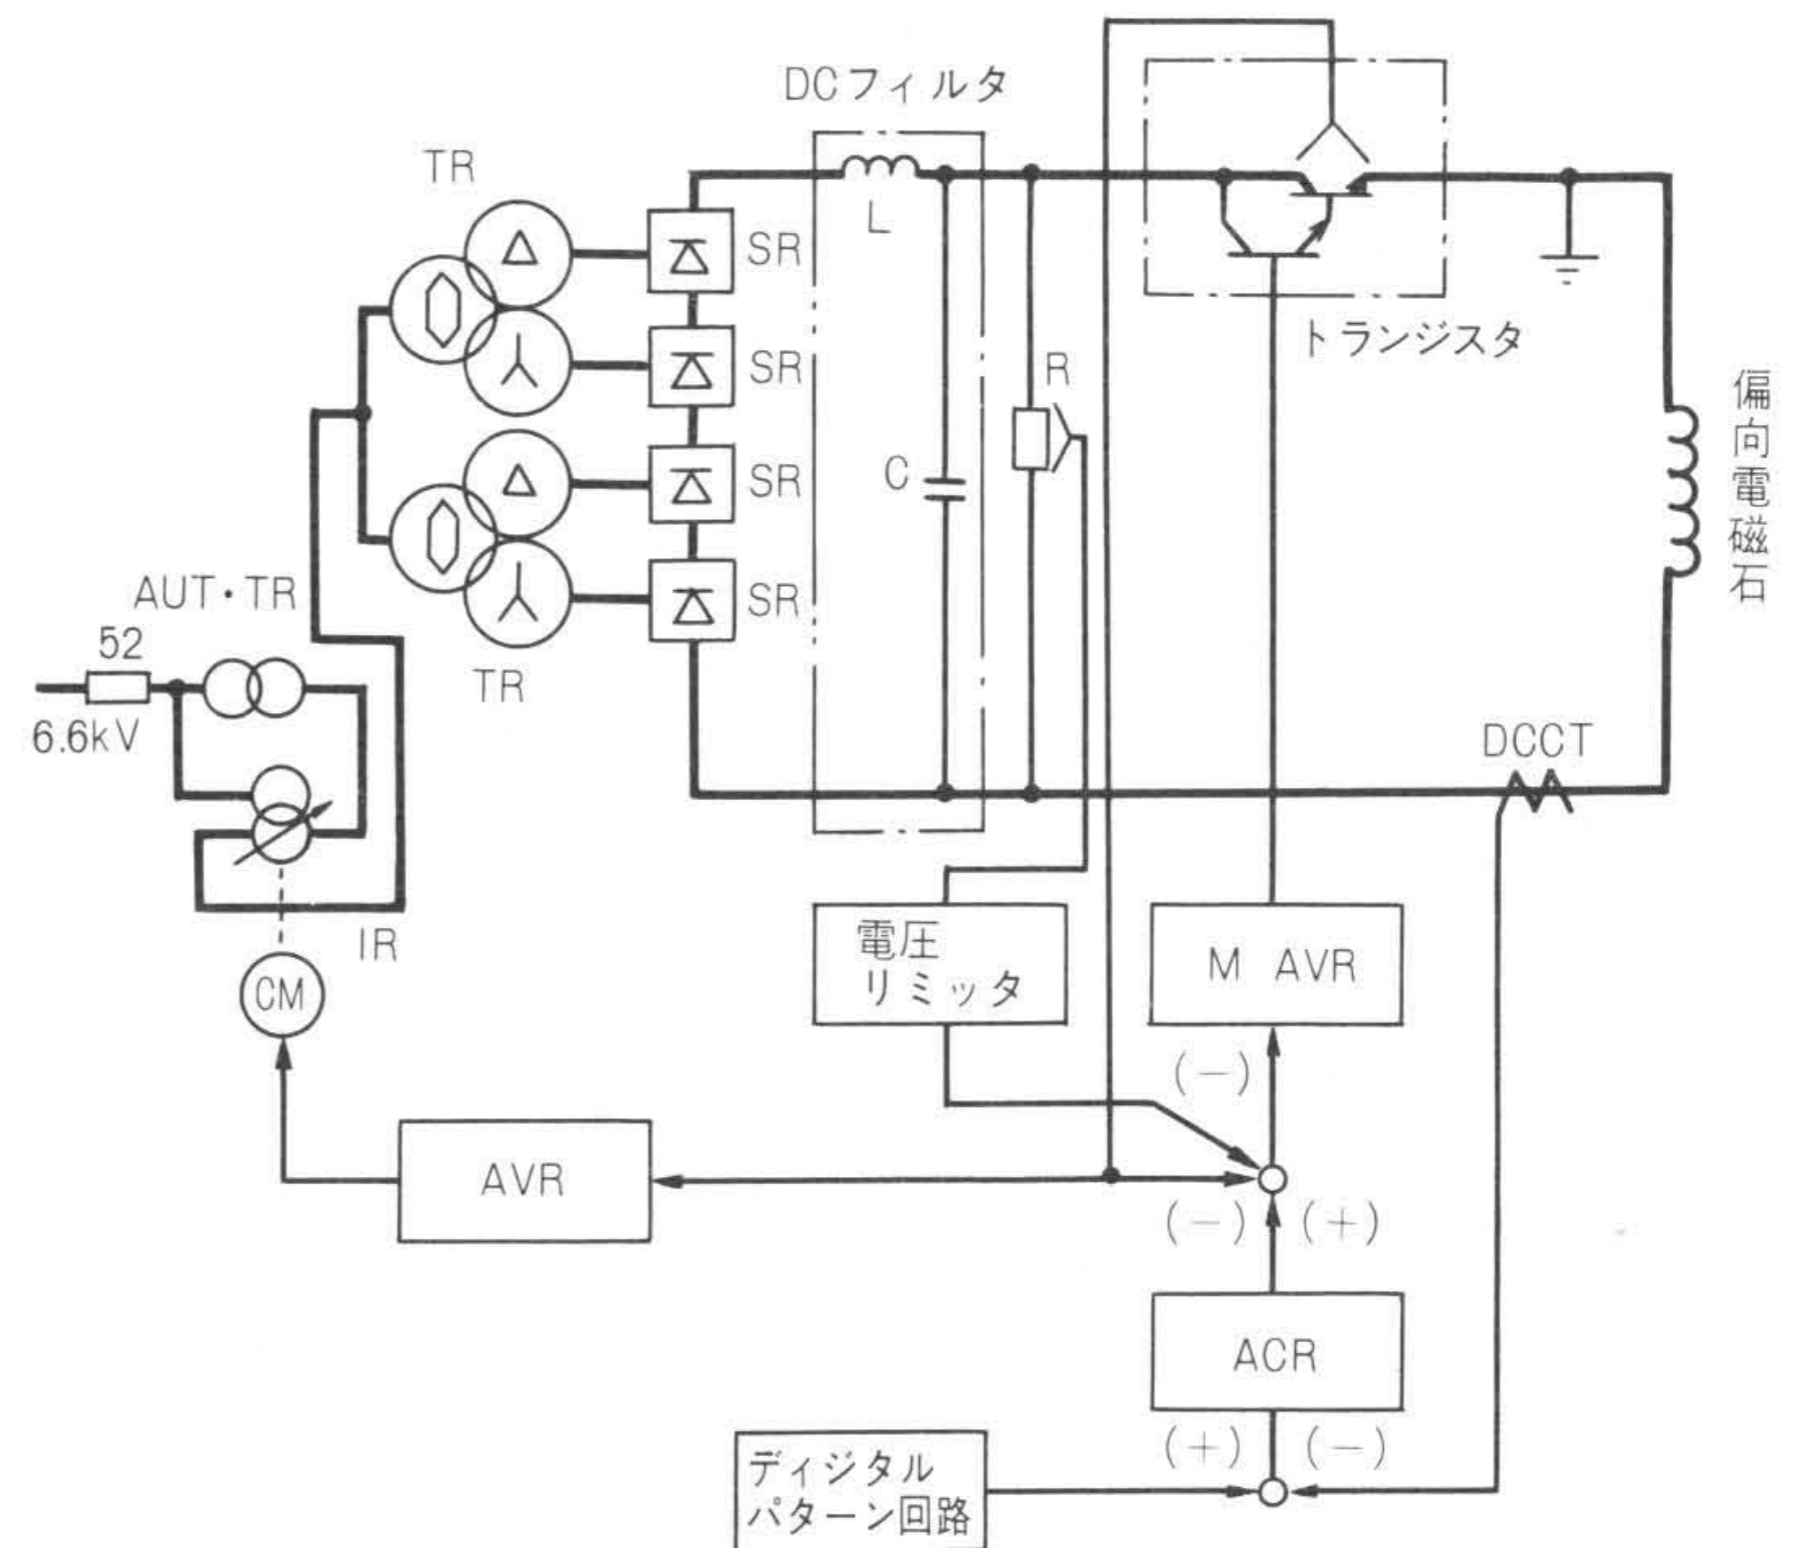 DCフィルタ
TR
SR
L
SR
トランジスタ
R
偏向電磁石
C
SR
AUT・TR
SR
52
TR
6.6kV
DCCT
IR
電圧
リミッタ
M AVR
CM
(−)
AVR
(−) (+)
ACR
(+) (−)
ディジタル
パターン回路